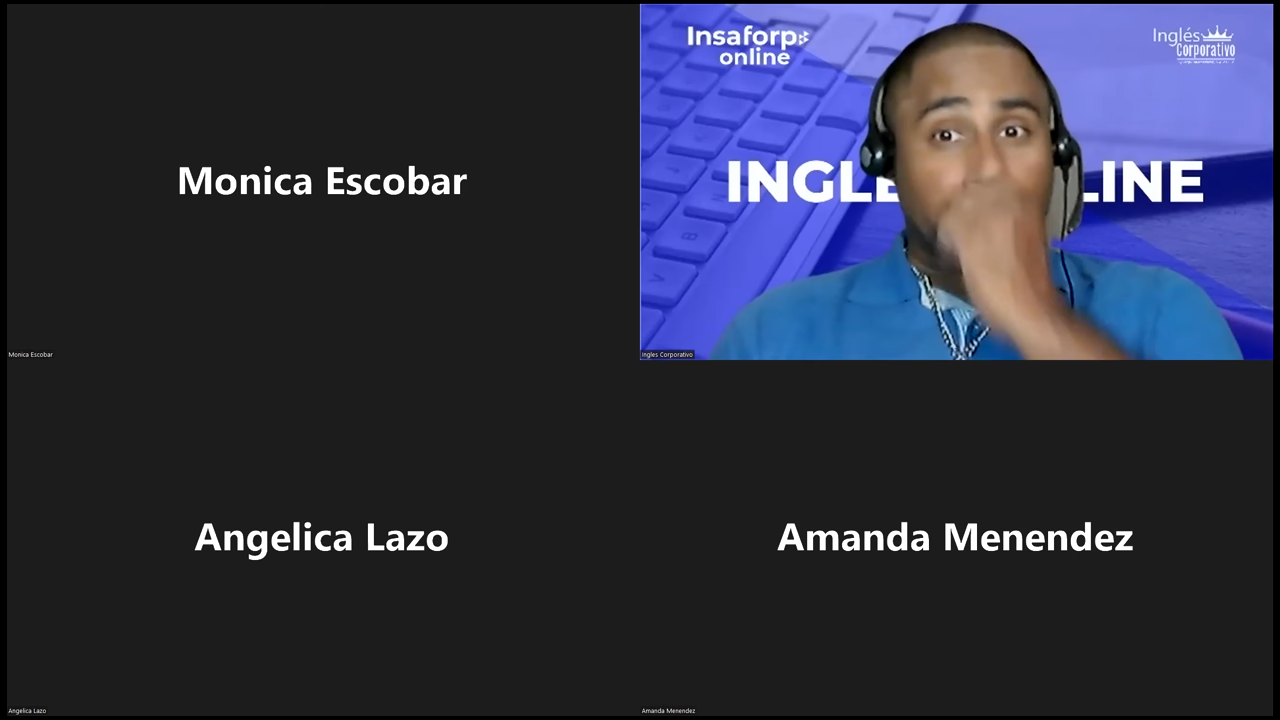 Monica Escobar
Monica Escobar
Insaforp
online
Inglés
Corporativo
INGLE LINE
Ingles Corporativo
Angelica Lazo
Angelica Lazo
Amanda Menendez
Amanda Menendez